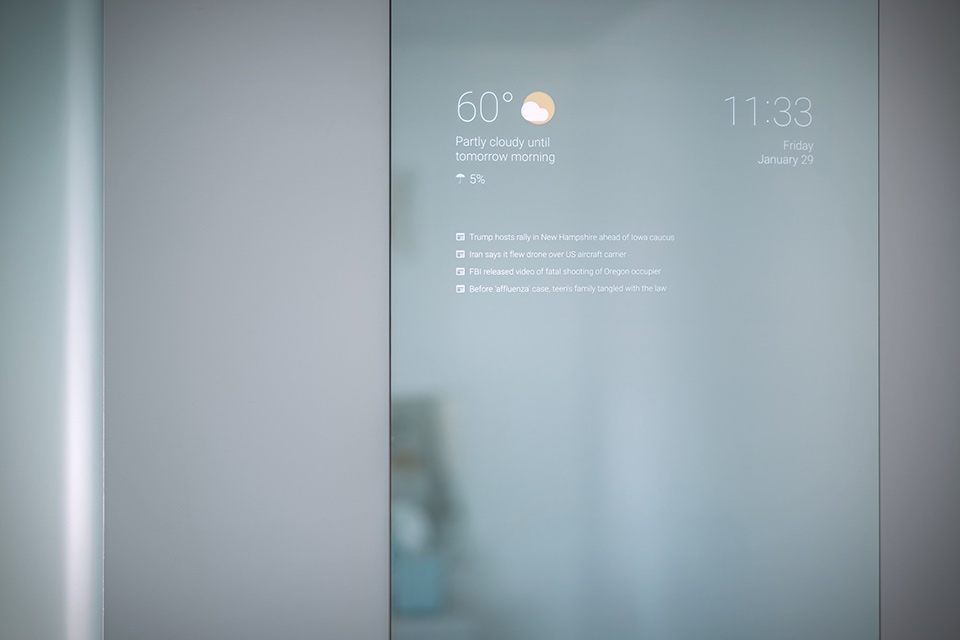 60°
11:33
Partly cloudy until
tomorrow morning
Friday
January 29
5%
Trump hosts rally in New Hampshire ahead of Iowa caucus
Iran says it flew drone over US aircraft carrier
FBI released video of fatal shooting of Oregon occupier
Before 'affluenza' case, teen's family tangled with the law